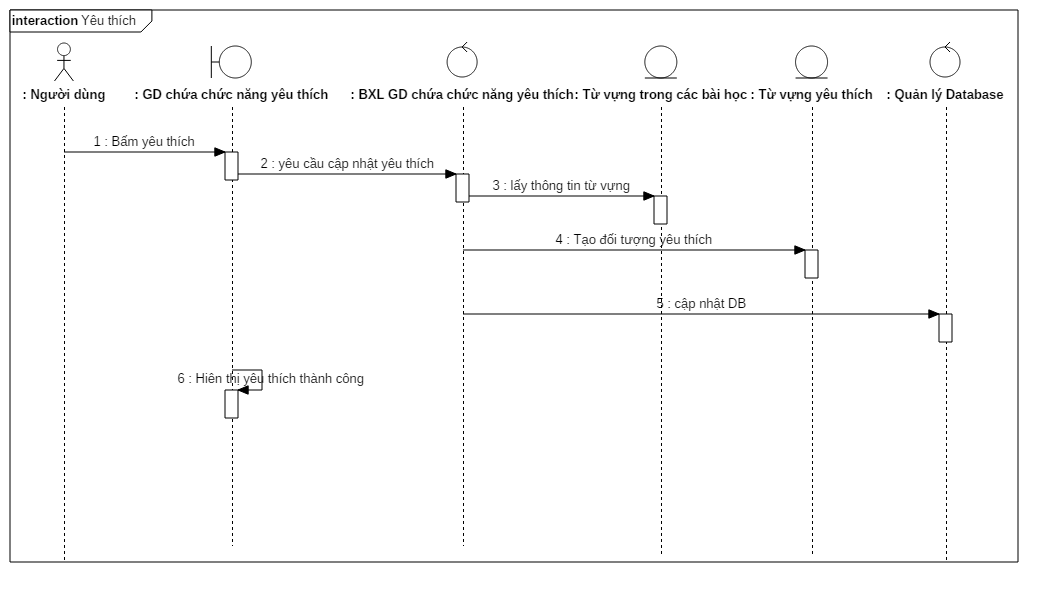 interaction Yêu thích
: Người dùng
: GD chứa chức năng yêu thích
: BXL GD chứa chức năng yêu thích
: Từ vựng trong các bài học
: Từ vựng yêu thích
: Quản lý Database
1 : Bấm yêu thích
2 : yêu cầu cập nhật yêu thích
3 : lấy thông tin từ vựng
4 : Tạo đối tượng yêu thích
5 : cập nhật DB
6 : Hiên thị yêu thích thành công